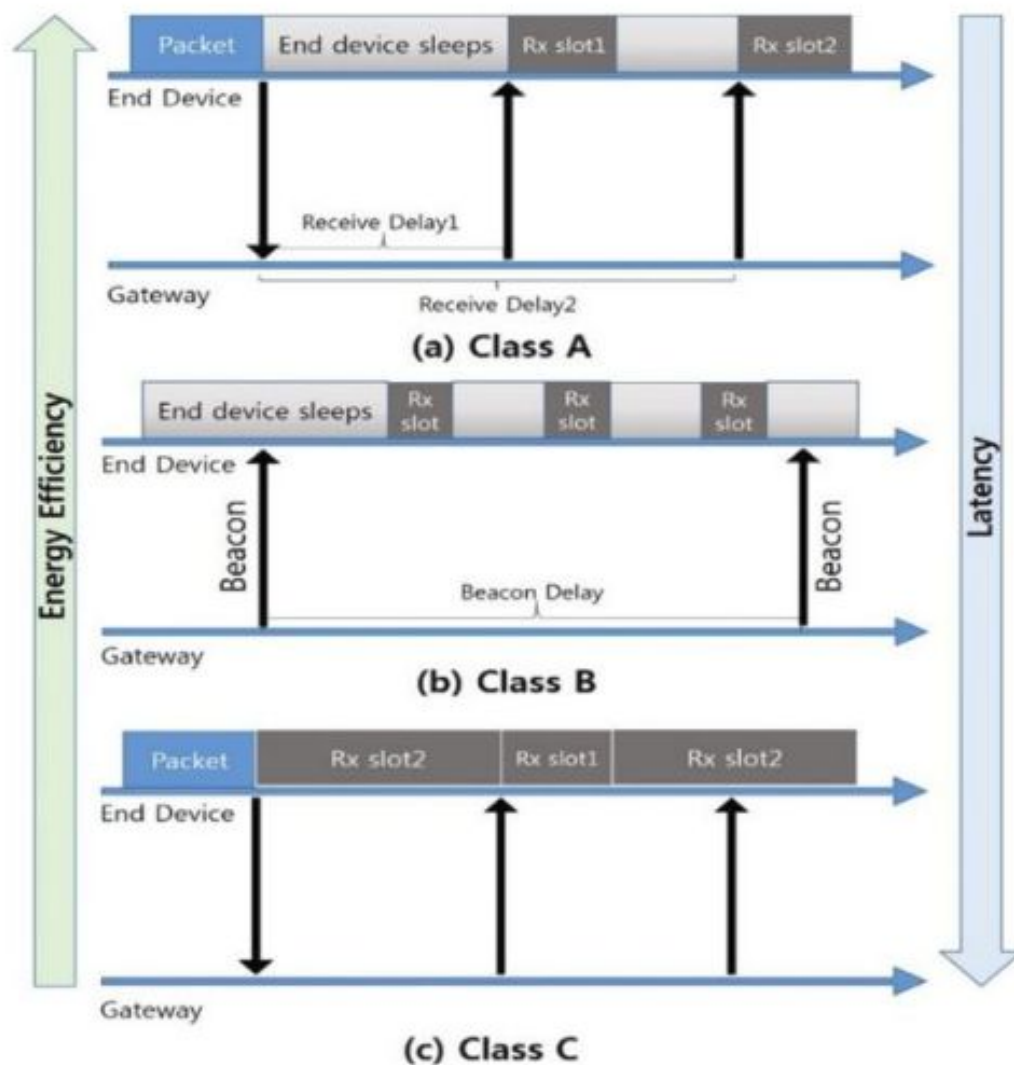 Packet
End device sleeps
Rx slot1
Rx slot2
End Device
Receive Delay1
Gateway
Receive Delay2
(a) Class A
Energy Efficiency
Latency
End device sleeps
Rx
slot
Rx
slot
Rx
slot
End Device
Beacon
Beacon
Beacon Delay
Gateway
(b) Class B
Packet
Rx slot2
Rx slot1
Rx slot2
End Device
Gateway
(c) Class C